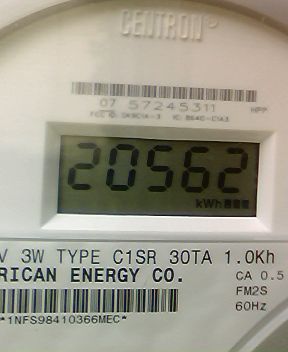 CENTRON®
07 57245311 HPP
20562
kWh
V 3W TYPE C1SR 30TA 1.0Kh
RICAN ENERGY CO. CA 0.5
FM2S
60Hz
*1NFS98410366MEC*